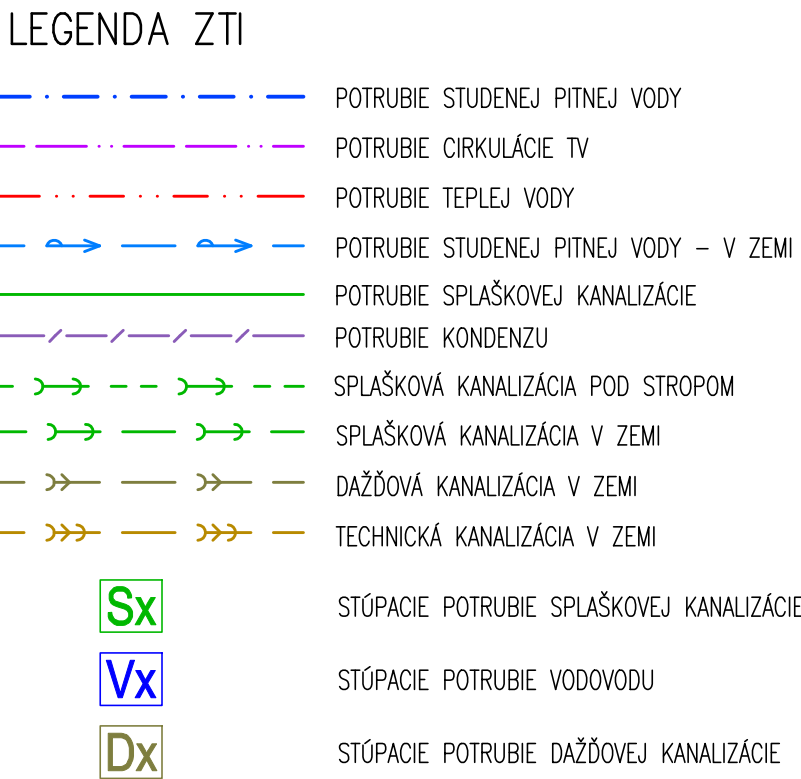 LEGENDA ZTI
POTRUBIE STUDENEJ PITNEJ VODY
POTRUBIE CIRKULÁCIE TV
POTRUBIE TEPLEJ VODY
POTRUBIE STUDENEJ PITNEJ VODY – V ZEMI
POTRUBIE SPLAŠKOVEJ KANALIZÁCIE
POTRUBIE KONDENZU
SPLAŠKOVÁ KANALIZÁCIA POD STROPOM
SPLAŠKOVÁ KANALIZÁCIA V ZEMI
DAŽĎOVÁ KANALIZÁCIA V ZEMI
TECHNICKÁ KANALIZÁCIA V ZEMI
Sx STÚPACIE POTRUBIE SPLAŠKOVEJ KANALIZÁCIE
Vx STÚPACIE POTRUBIE VODOVODU
Dx STÚPACIE POTRUBIE DAŽĎOVEJ KANALIZÁCIE